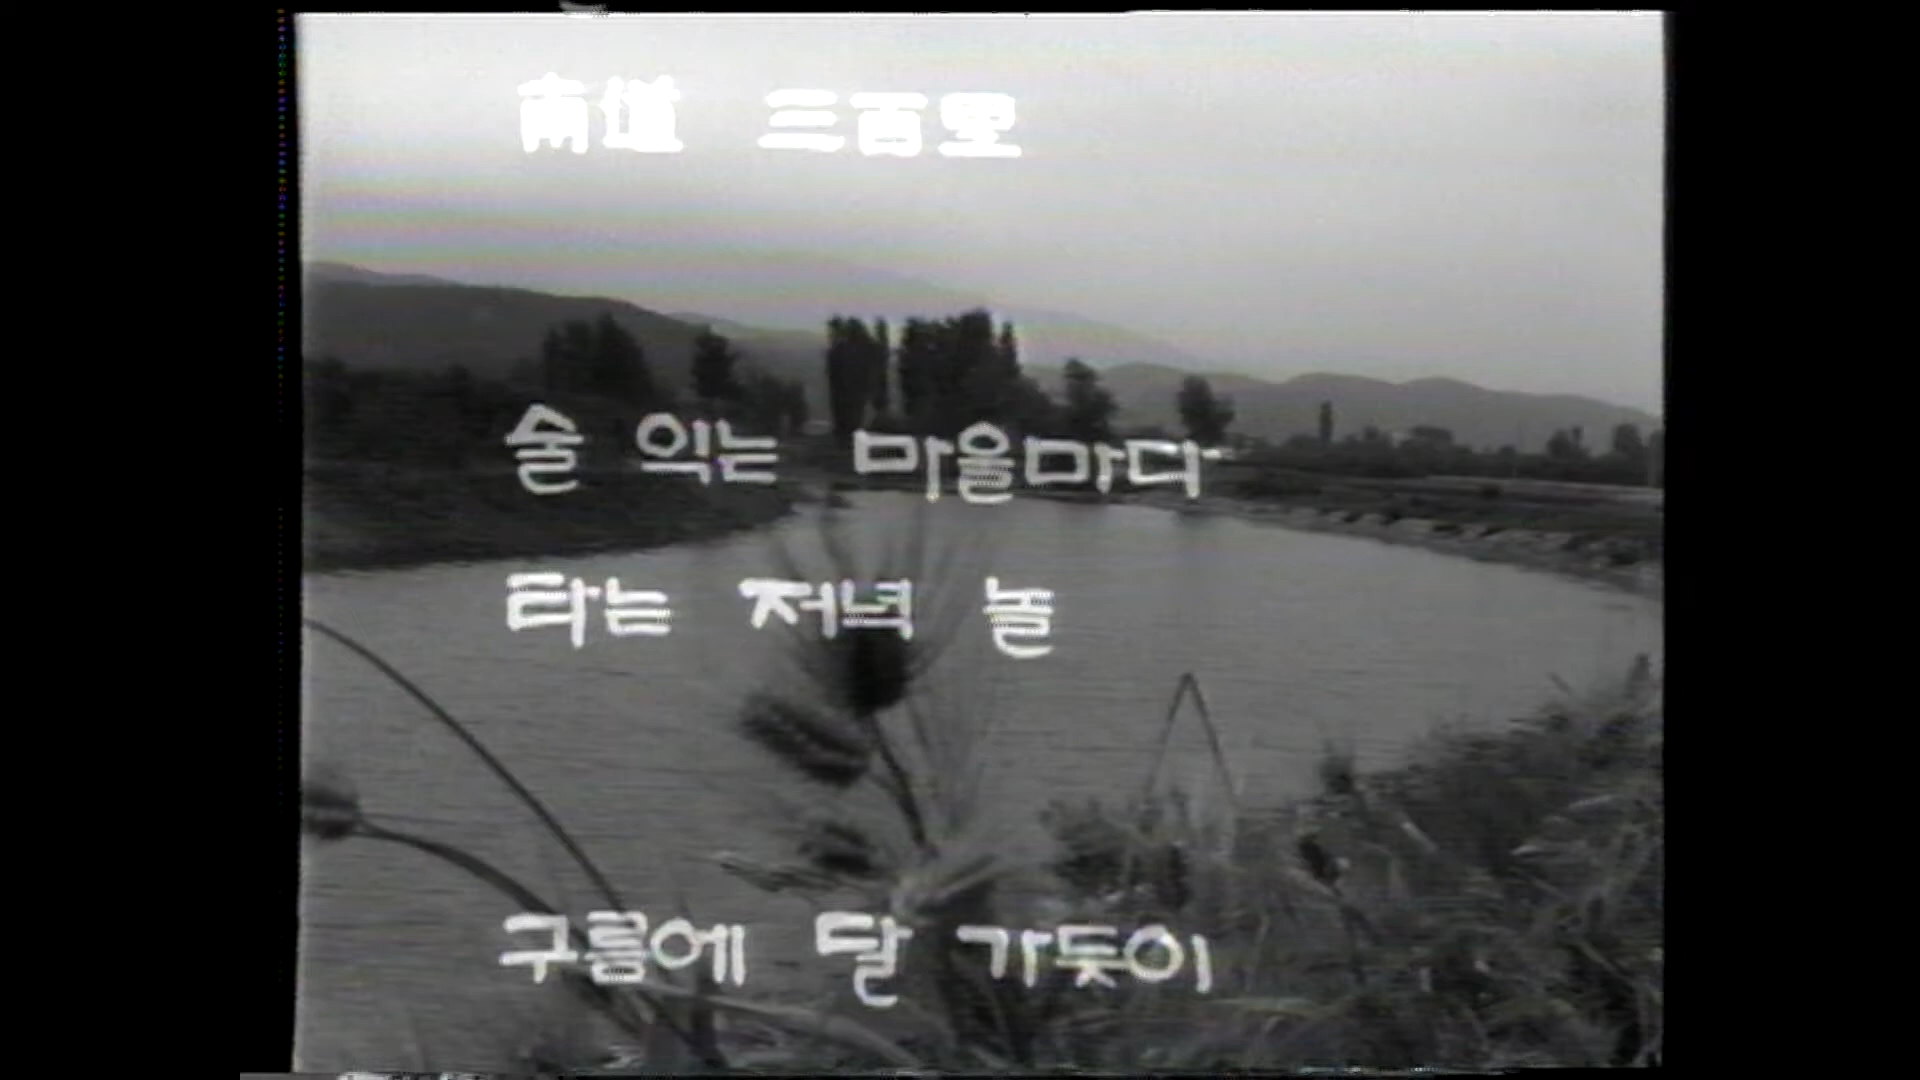 南道 三百里
술 익는 마을마다
타는 저녁 놀
구름에 달 가듯이